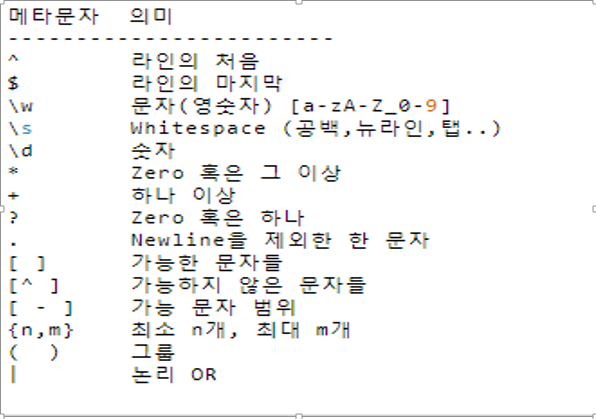 메타문자  의미
-------------------------
^  라인의 처음
$  라인의 마지막
\w  문자(영숫자) [a-zA-Z_0-9]
\s  Whitespace (공백,뉴라인,탭..)
\d  숫자
*  Zero 혹은 그 이상
+  하나 이상
?  Zero 혹은 하나
.  Newline을 제외한 한 문자
[ ]  가능한 문자들
[^ ]  가능하지 않은 문자들
[ - ]  가능 문자 범위
{n,m}  최소 n개, 최대 m개
(  )  그룹
|  논리 OR